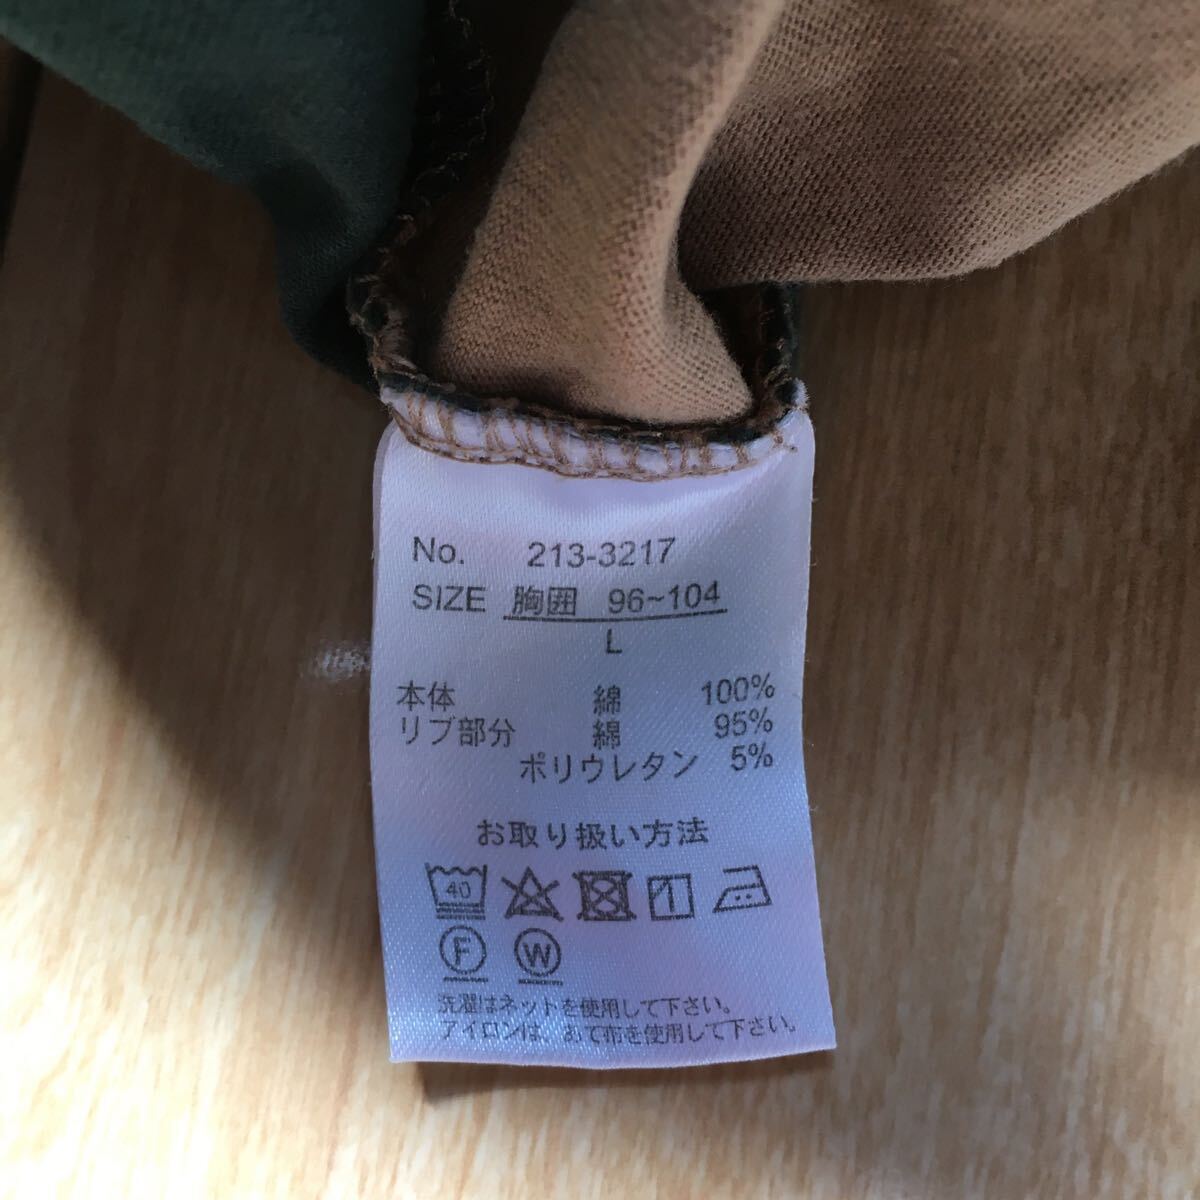 No. 213-3217
SIZE 胸囲 96~104
L
本体 綿 100%
リブ部分 綿 95%
ポリウレタン 5%
お取り扱い方法
40
F W
洗濯はネットを使用して下さい。
アイロンは、あて布を使用して下さい。